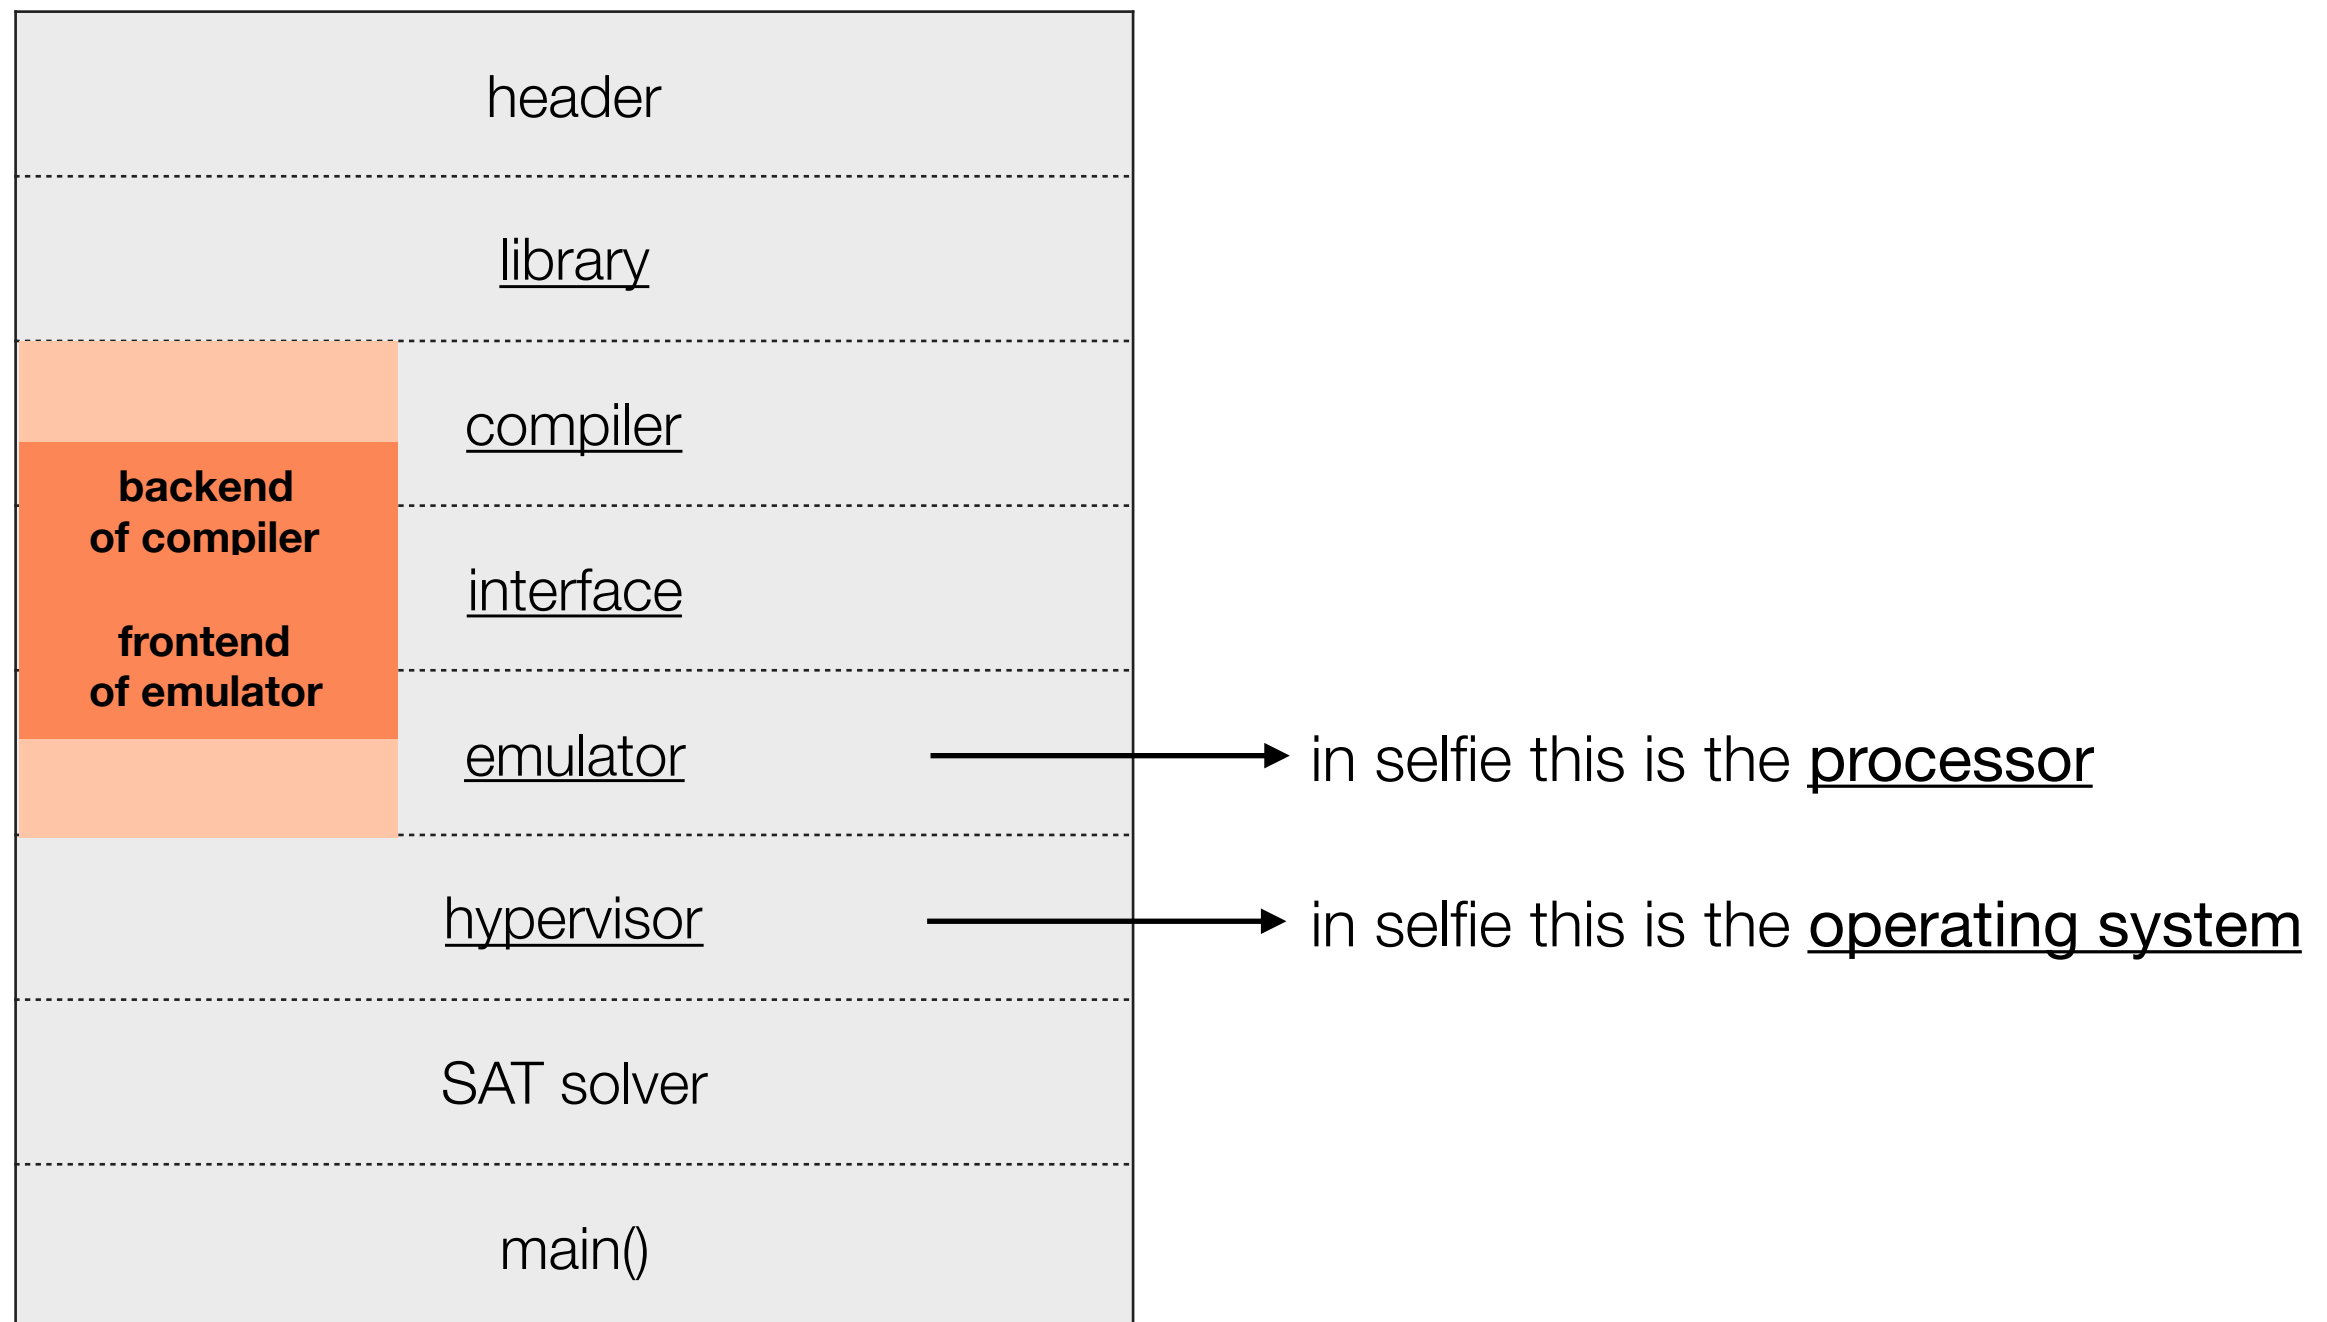 header
library
compiler
backend
of compiler
interface
frontend
of emulator
emulator
in selfie this is the processor
hypervisor
in selfie this is the operating system
SAT solver
main()